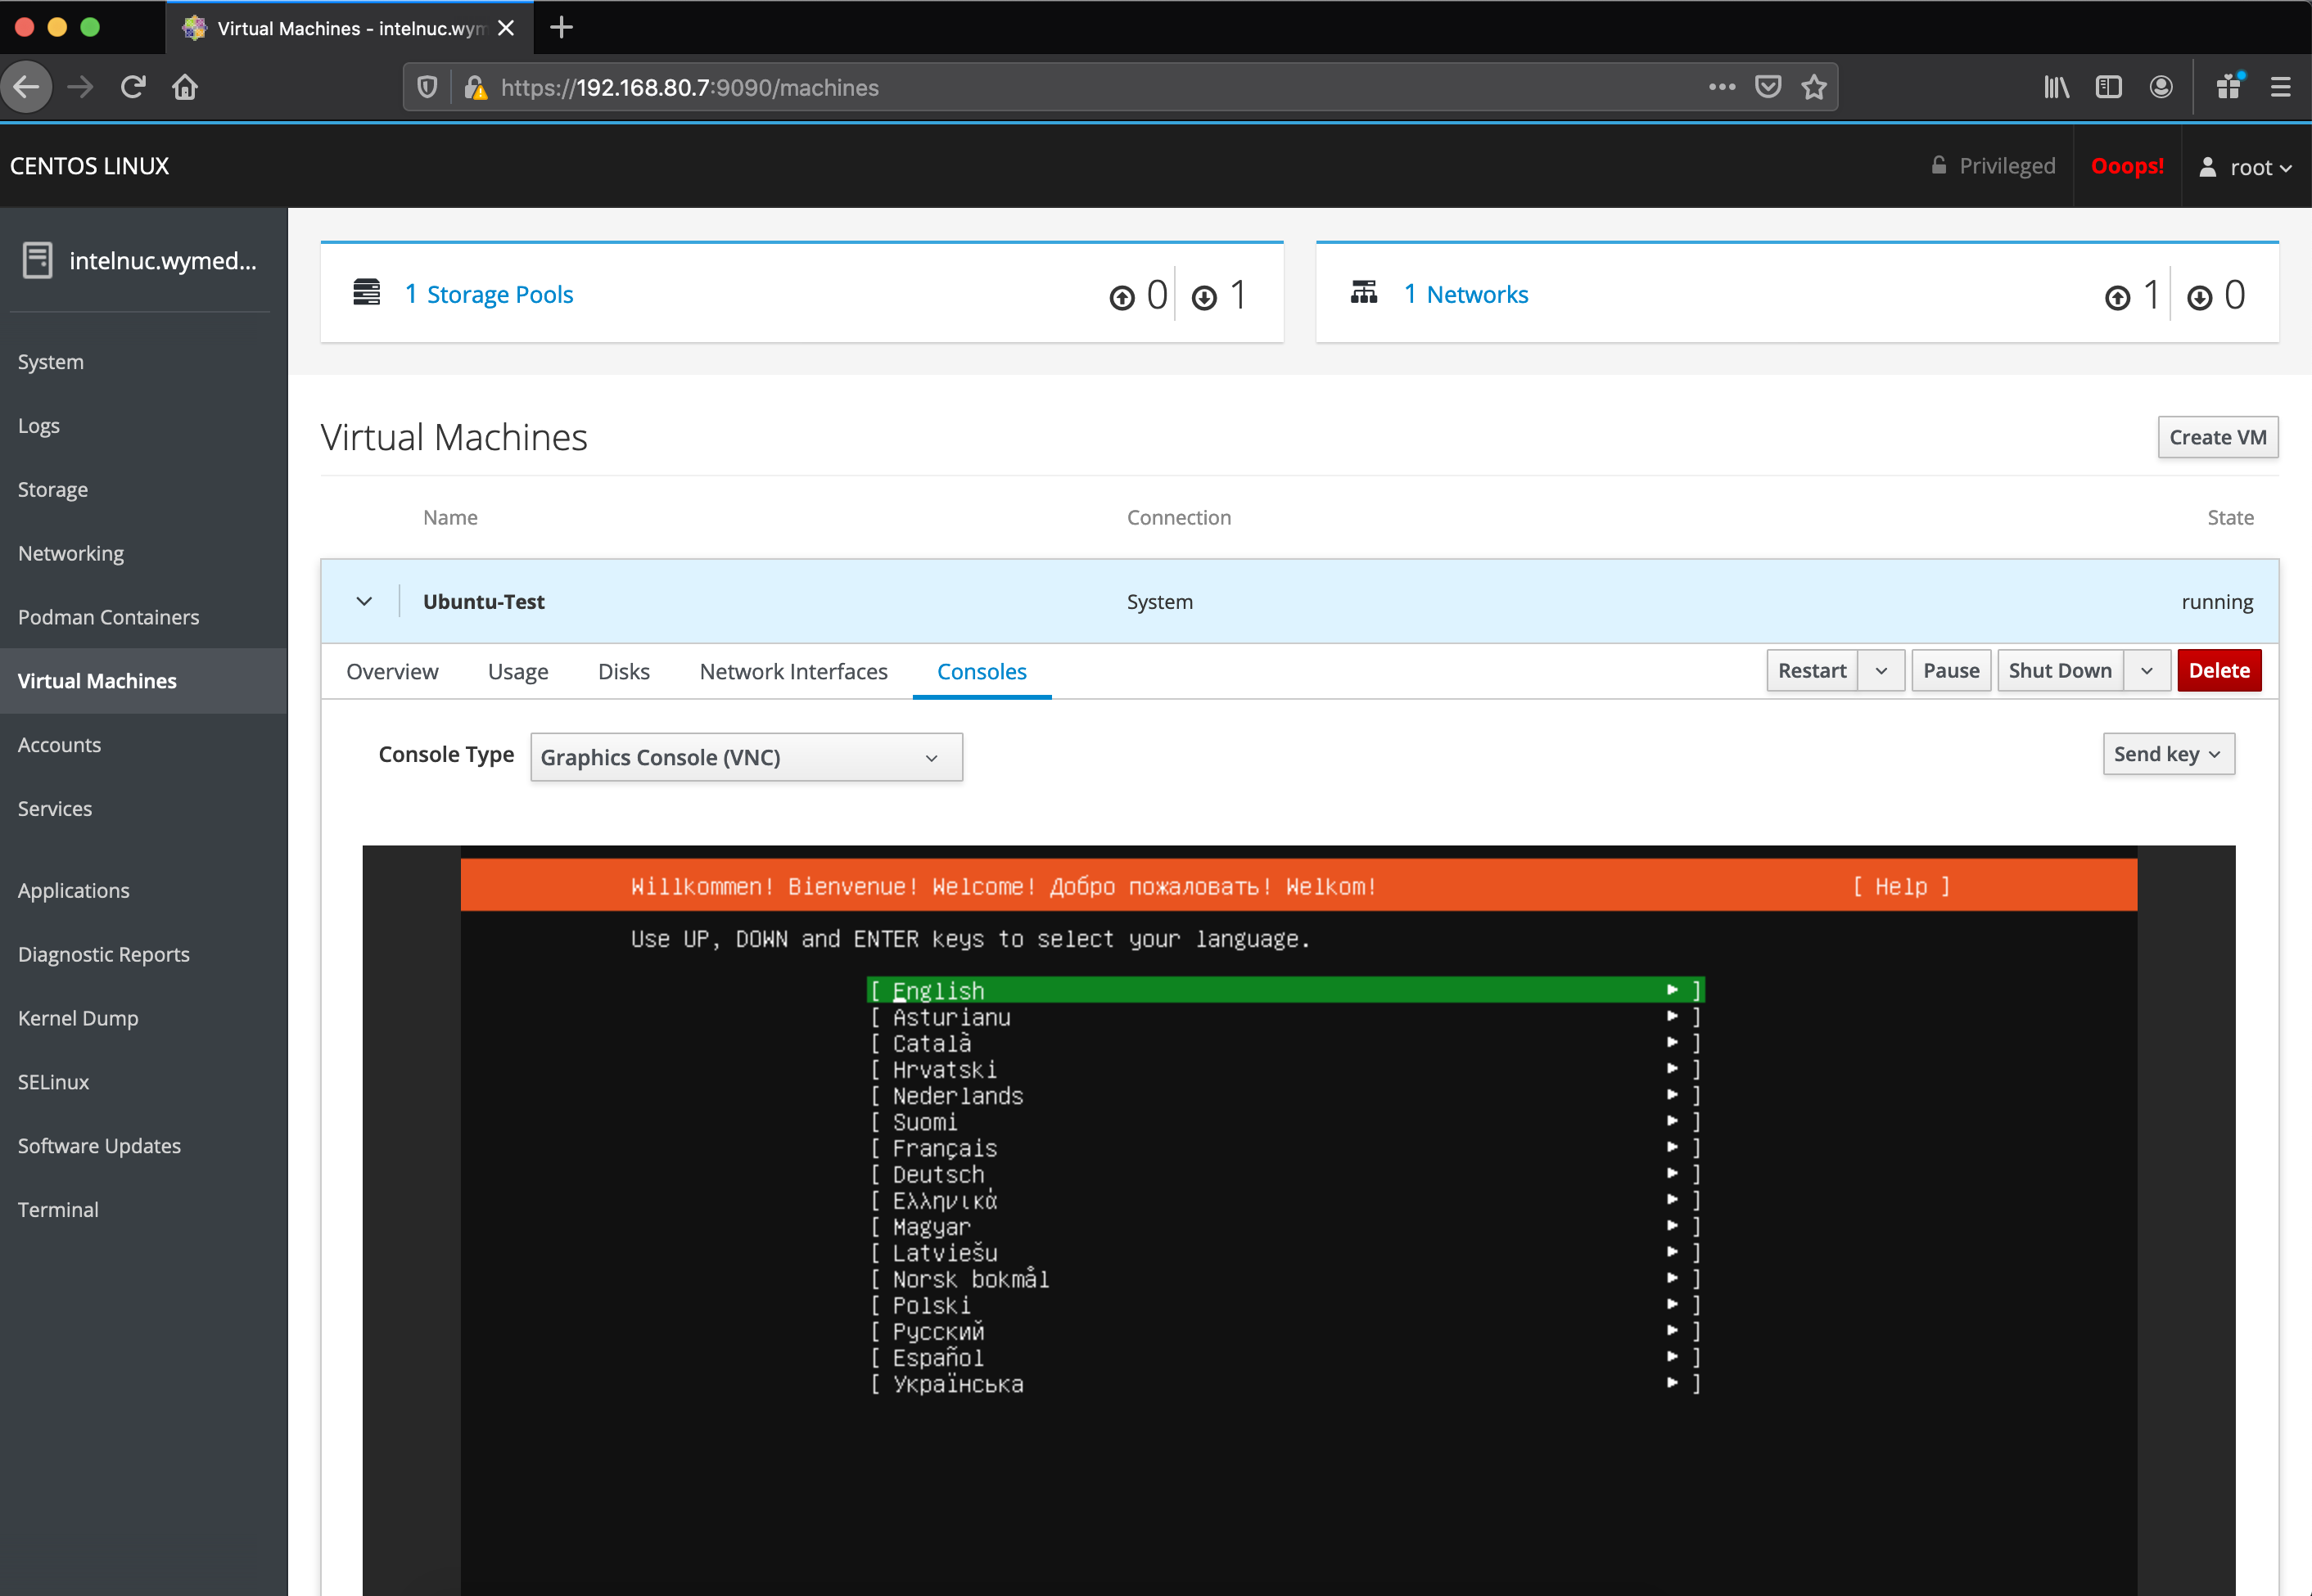 Virtual Machines - intelnuc.wym
https://192.168.80.7:9090/machines
CENTOS LINUX
Privileged
Ooops!
root
intelnuc.wymed...
System
Logs
Storage
Networking
Podman Containers
Virtual Machines
Accounts
Services
Applications
Diagnostic Reports
Kernel Dump
SELinux
Software Updates
Terminal
1 Storage Pools 0 1
1 Networks 1 0
Virtual Machines
Create VM
Name Connection State
Ubuntu-Test System running
Overview Usage Disks Network Interfaces Consoles
Restart Pause Shut Down Delete
Console Type Graphics Console (VNC)
Send key
Willkommen! Bienvenue! Welcome! Добро пожаловать! Welkom! [ Help ]
Use UP, DOWN and ENTER keys to select your language.
[ English ▸ ]
[ Asturianu ▸ ]
[ Català ▸ ]
[ Hrvatski ▸ ]
[ Nederlands ▸ ]
[ Suomi ▸ ]
[ Français ▸ ]
[ Deutsch ▸ ]
[ Ελληνικά ▸ ]
[ Magyar ▸ ]
[ Latviešu ▸ ]
[ Norsk bokmål ▸ ]
[ Polski ▸ ]
[ Русский ▸ ]
[ Español ▸ ]
[ Українська ▸ ]